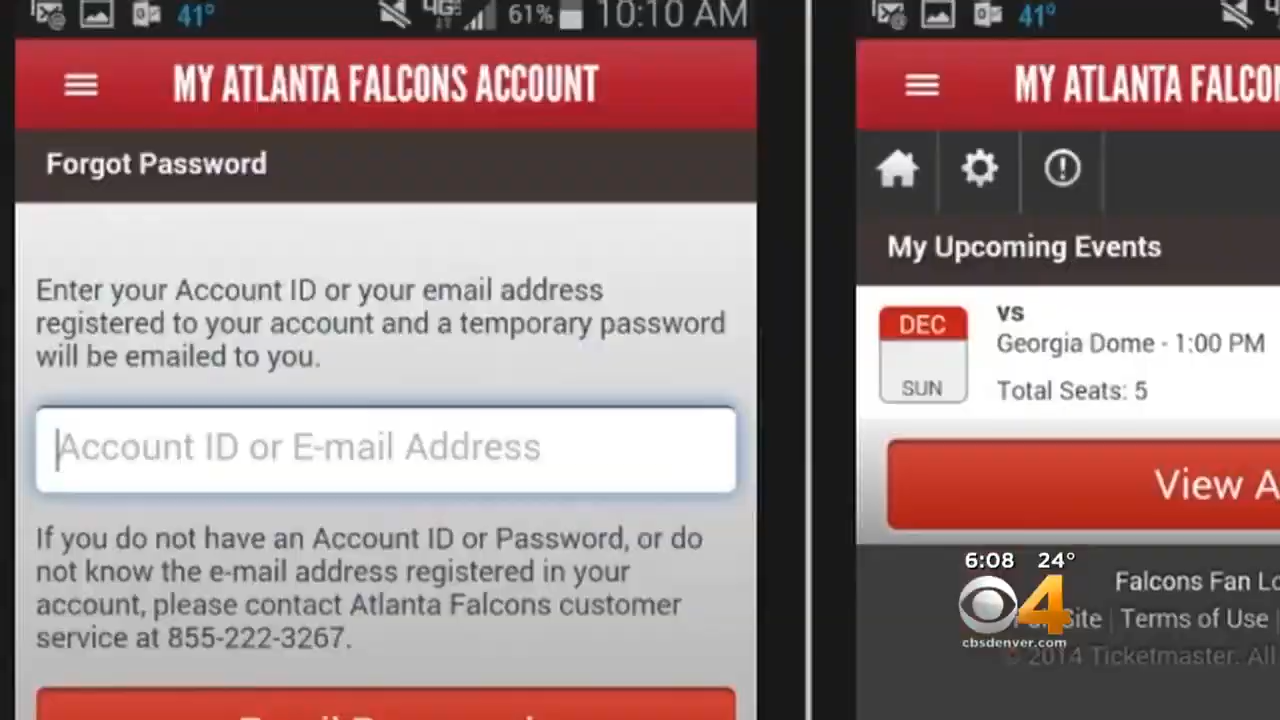 41°
4G
61%
10:10 AM
MY ATLANTA FALCONS ACCOUNT
Forgot Password
Enter your Account ID or your email address
registered to your account and a temporary password
will be emailed to you.
Account ID or E-mail Address
If you do not have an Account ID or Password, or do
not know the e-mail address registered in your
account, please contact Atlanta Falcons customer
service at 855-222-3267.
41°
MY ATLANTA FALCO
My Upcoming Events
DEC
SUN
vs
Georgia Dome - 1:00 PM
Total Seats: 5
View A
Falcons Fan Lo
Site | Terms of Use
© 2014 Ticketmaster. All
6:08 24°
4
cbsdenver.com